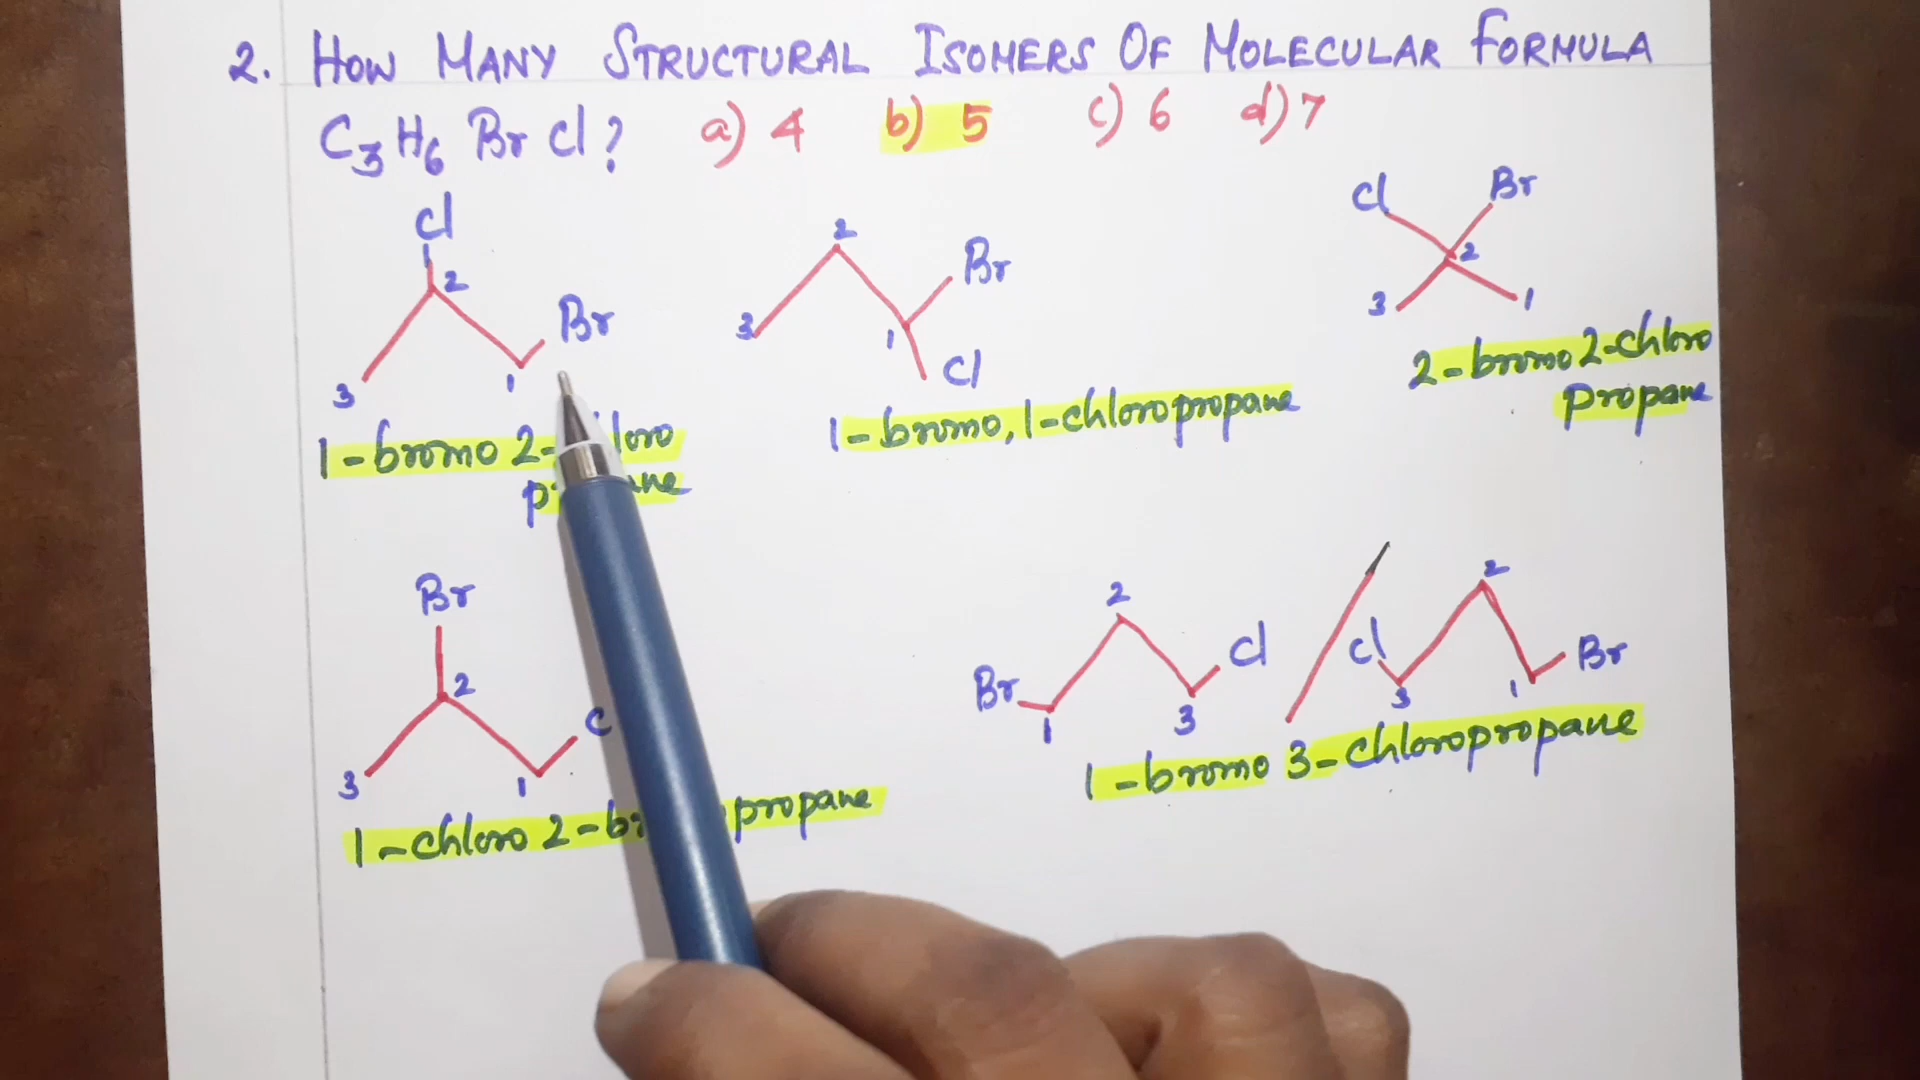 2. HOW MANY STRUCTURAL ISOMERS OF MOLECULAR FORMULA
C3H6 Br Cl? a) 4 b) 5 c) 6 d) 7
Cl
2
Br
3
1
1-bromo 2-
2
Br
3
1
Cl
1-bromo, 1-chloropropane
Cl Br
2
3
1
2-bromo 2-chloro
propane
Br
2
3
1
1-chloro 2- propane
2
Br
Cl
1
3
2
Cl
Br
3
1
1-bromo 3-chloropropane